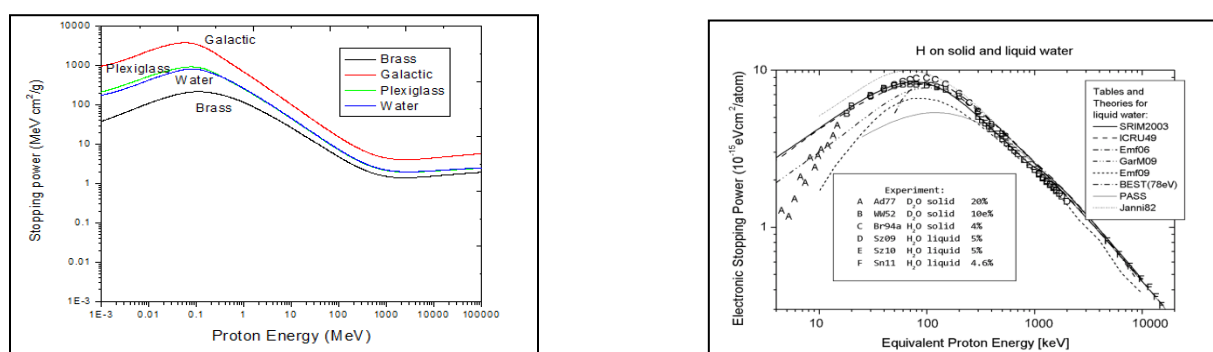 10000
1000
100
10
1
0.1
0.01
1E-3
Stopping power (MeV cm²/g)
Galactic
Plexiglass
Water
Brass
Brass
Galactic
Plexiglass
Water
1E-3 0.01 0.1 1 10 100 1000 10000 100000
Proton Energy (MeV)
H on solid and liquid water
10
1
Electronic Stopping Power (10⁻¹⁵eVcm²/atom)
Tables and
Theories for
liquid water:
SRIM2003
ICRU49
Emf06
GarM09
Emf09
BEST(78eV)
PASS
Janni82
Experiment:
A Ad77 D₂O solid 20%
B WW52 D₂O solid 10e%
C Br94a H₂O solid 4%
D Sz09 H₂O liquid 5%
E Sz10 H₂O liquid 5%
F Sn11 H₂O liquid 4.6%
10 100 1000 10000
Equivalent Proton Energy [keV]